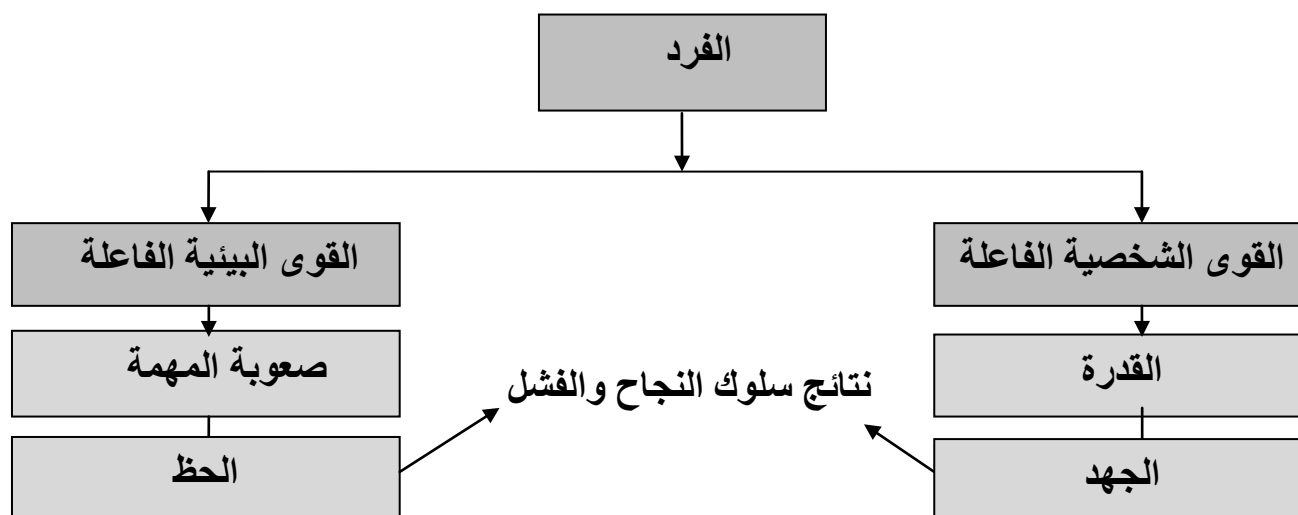 الفرد
القوى الشخصية الفاعلة
القوى البيئية الفاعلة
القدرة
صعوبة المهمة
نتائج سلوك النجاح والفشل
الجهد
الحظ